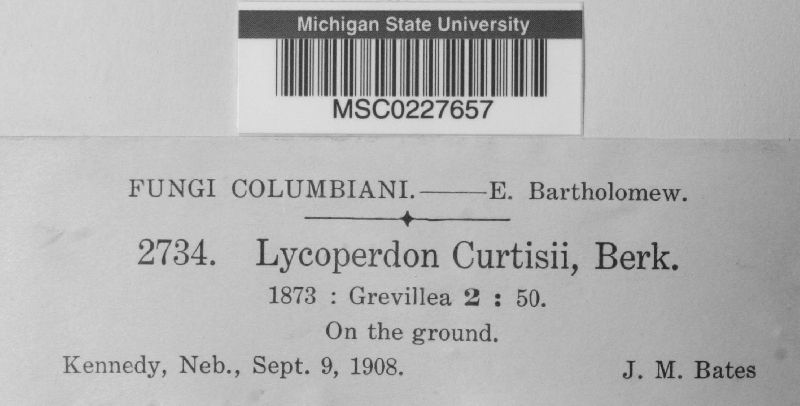 Michigan State University
MSC0227657
FUNGI COLUMBIANI.——E. Bartholomew.
2734. Lycoperdon Curtisii, Berk.
1873 : Grevillea 2 : 50.
On the ground.
Kennedy, Neb., Sept. 9, 1908. J. M. Bates